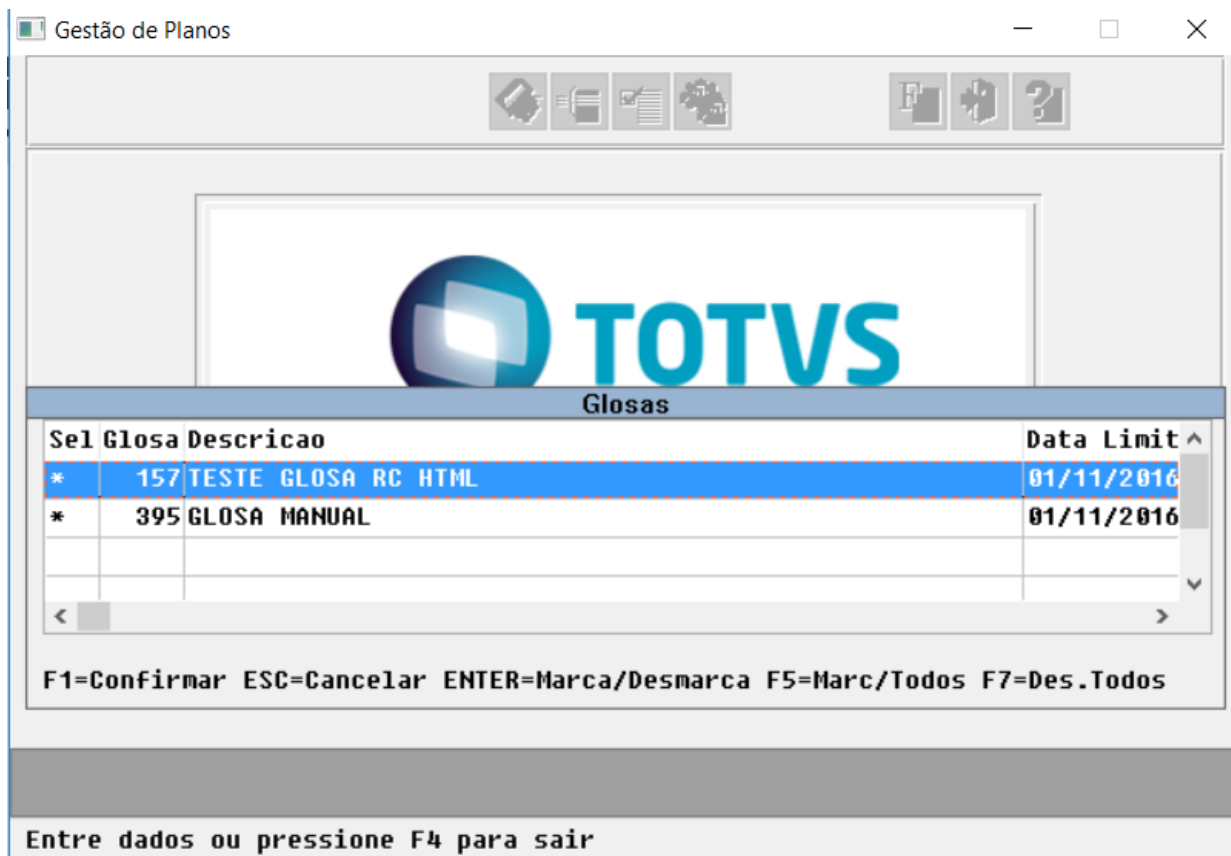 Gestão de Planos
TOTVS
Glosas
Sel Glosa Descricao Data Limit
* 157 TESTE GLOSA RC HTML 01/11/2016
* 395 GLOSA MANUAL 01/11/2016
F1=Confirmar ESC=Cancelar ENTER=Marca/Desmarca F5=Marc/Todos F7=Des.Todos
Entre dados ou pressione F4 para sair